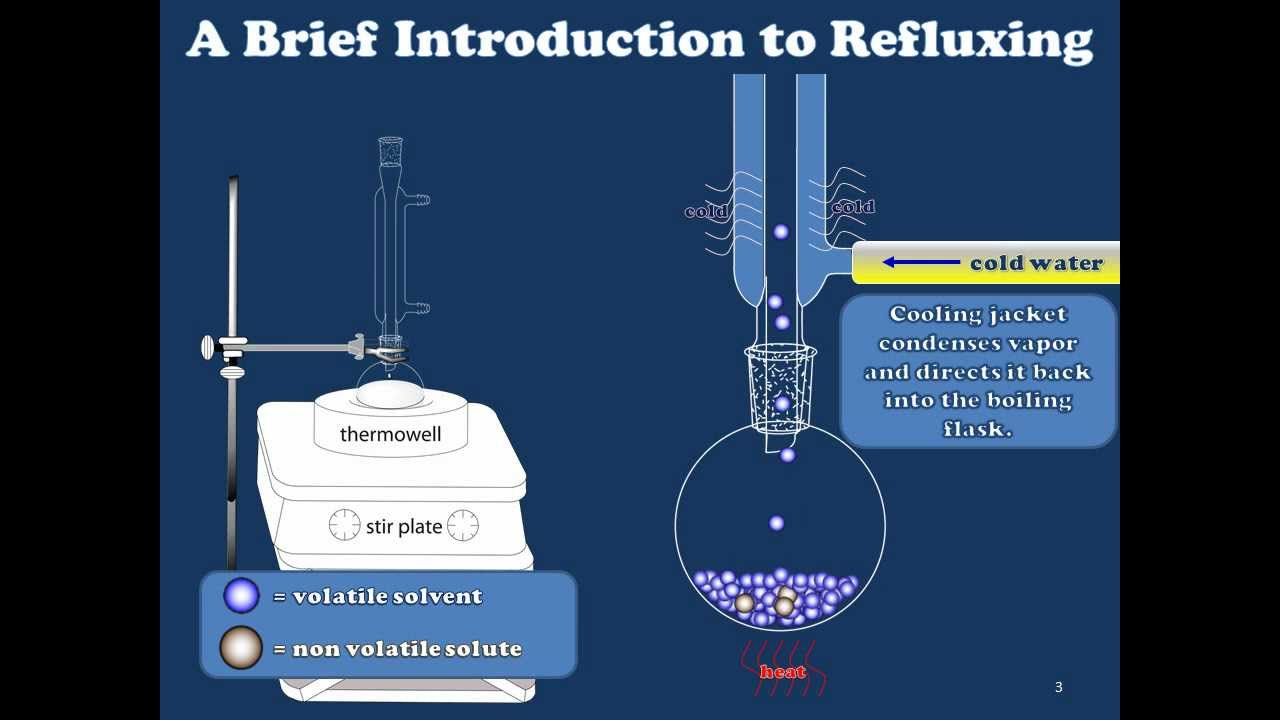 A Brief Introduction to Refluxing
cold
cold
cold water
Cooling jacket
condenses vapor
and directs it back
into the boiling
flask.
thermowell
stir plate
= volatile solvent
= non volatile solute
heat
3